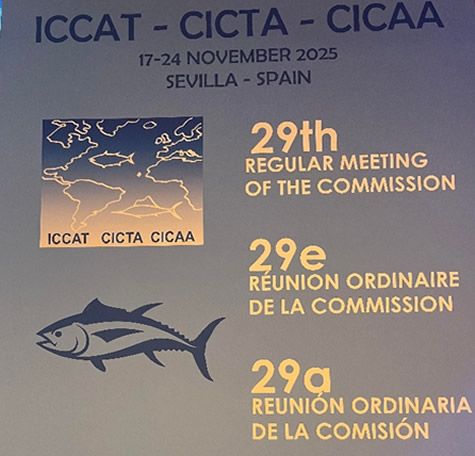 ICCAT - CICTA - CICAA
17-24 NOVEMBER 2025
SEVILLA - SPAIN
ICCAT CICTA CICAA
29th
REGULAR MEETING
OF THE COMMISSION
29e
RÉUNION ORDINAIRE
DE LA COMMISSION
29a
REUNIÓN ORDINARIA
DE LA COMISIÓN